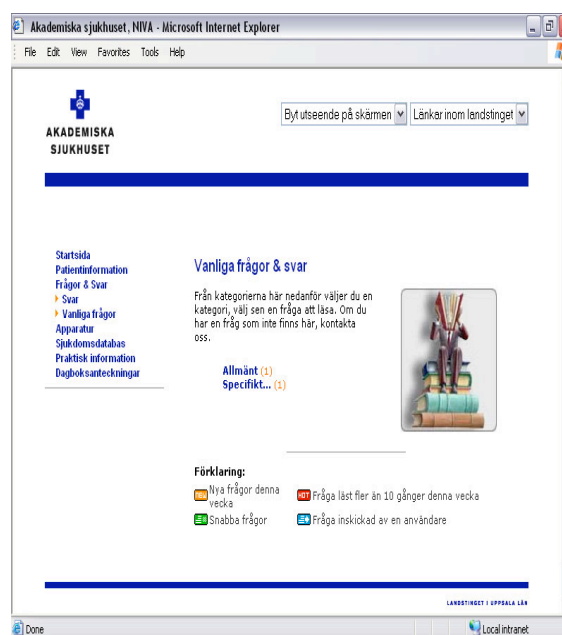 Akademiska sjukhuset, NIVA - Microsoft Internet Explorer
File Edit View Favorites Tools Help
AKADEMISKA
SJUKHUSET
Byt utseende på skärmen
Länkar inom landstinget
Startsida
Patientinformation
Frågor & Svar
Svar
Vanliga frågor
Apparatur
Sjukdomsdatabas
Praktisk information
Dagboksanteckningar
Vanliga frågor & svar
Från kategorierna här nedanför väljer du en
kategori, välj sen en fråga att läsa. Om du
har en fråg som inte finns här, kontakta
oss.
Allmänt (1)
Specifikt... (1)
Förklaring:
NEW Nya frågor denna
vecka
HOT Fråga läst fler än 10 gånger denna vecka
Snabba frågor
Fråga inskickad av en användare
LANDSTINGET I UPPSALA LÄN
Done
Local intranet